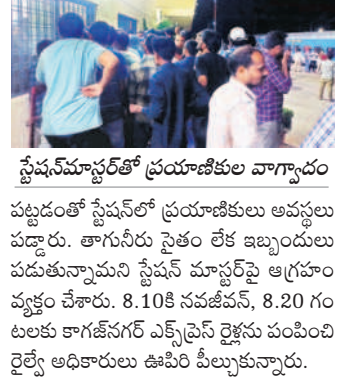 స్టేషన్‌మాస్టర్‌తో ప్రయాణికుల వాగ్వాదం
పట్టడంతో స్టేషన్‌లో ప్రయాణికులు అవస్థలు
పడ్డారు. తాగునీరు సైతం లేక ఇబ్బందులు
పడుతున్నామని స్టేషన్ మాస్టర్‌పై ఆగ్రహం
వ్యక్తం చేశారు. 8.10కి నవజీవన్, 8.20 గం
టలకు కాగజ్‌నగర్ ఎక్స్‌ప్రెస్ రైళ్లను పంపించి
రైల్వే అధికారులు ఊపిరి పీల్చుకున్నారు.